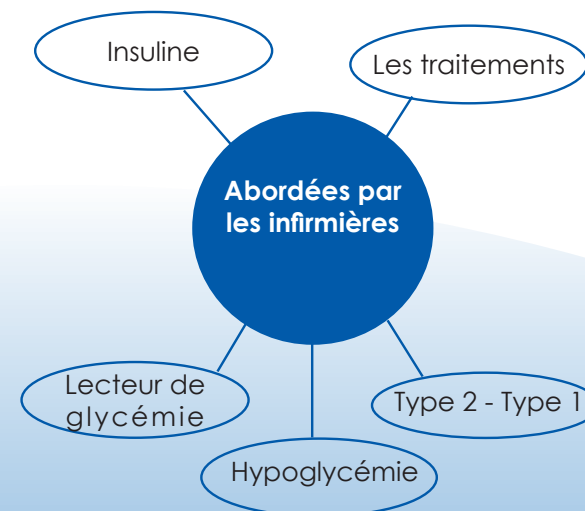 Insuline
Les traitements
Abordées par
les infirmières
Lecteur de
glycémie
Type 2 - Type 1
Hypoglycémie